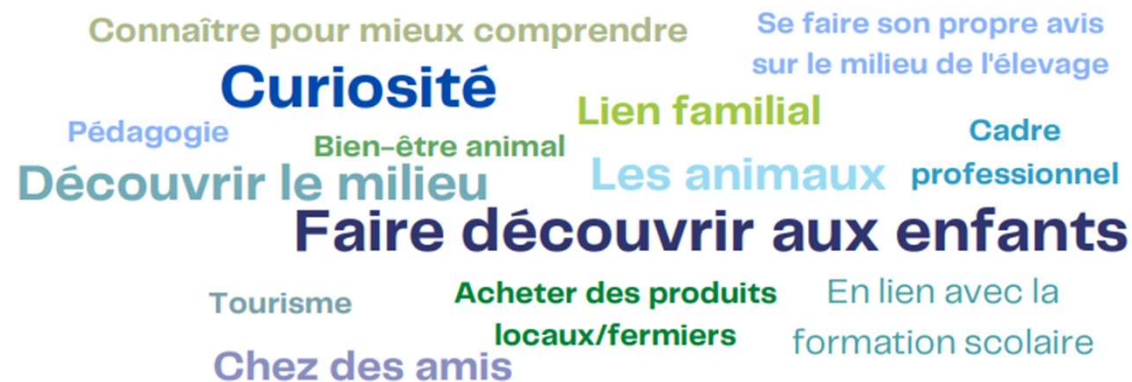 Connaître pour mieux comprendre
Se faire son propre avis
sur le milieu de l'élevage
Curiosité
Lien familial
Pédagogie
Bien-être animal
Cadre
professionnel
Découvrir le milieu
Les animaux
Faire découvrir aux enfants
Tourisme
Acheter des produits
locaux/fermiers
En lien avec la
formation scolaire
Chez des amis